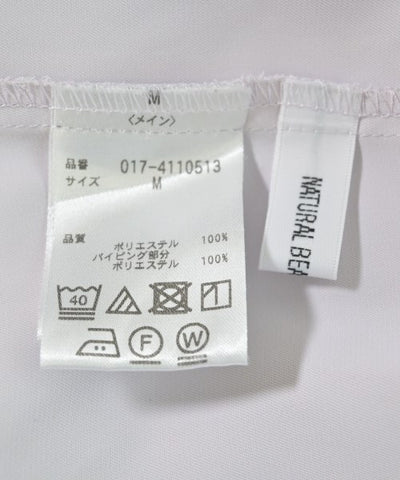 M
〈メイン〉
品番 017-4110513
サイズ M
品質 ポリエステル 100%
パイピング部分
ポリエステル 100%
40
F W
NATURAL BEA